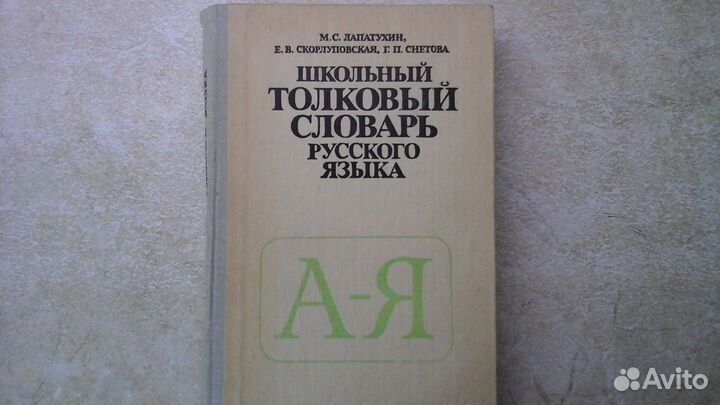 М.С. ЛАПАТУХИН,
Е.В. СКОРЛУПОВСКАЯ, Г.П. СНЕТОВА
ШКОЛЬНЫЙ
ТОЛКОВЫЙ
СЛОВАРЬ
РУССКОГО
ЯЗЫКА
А-Я
Avito